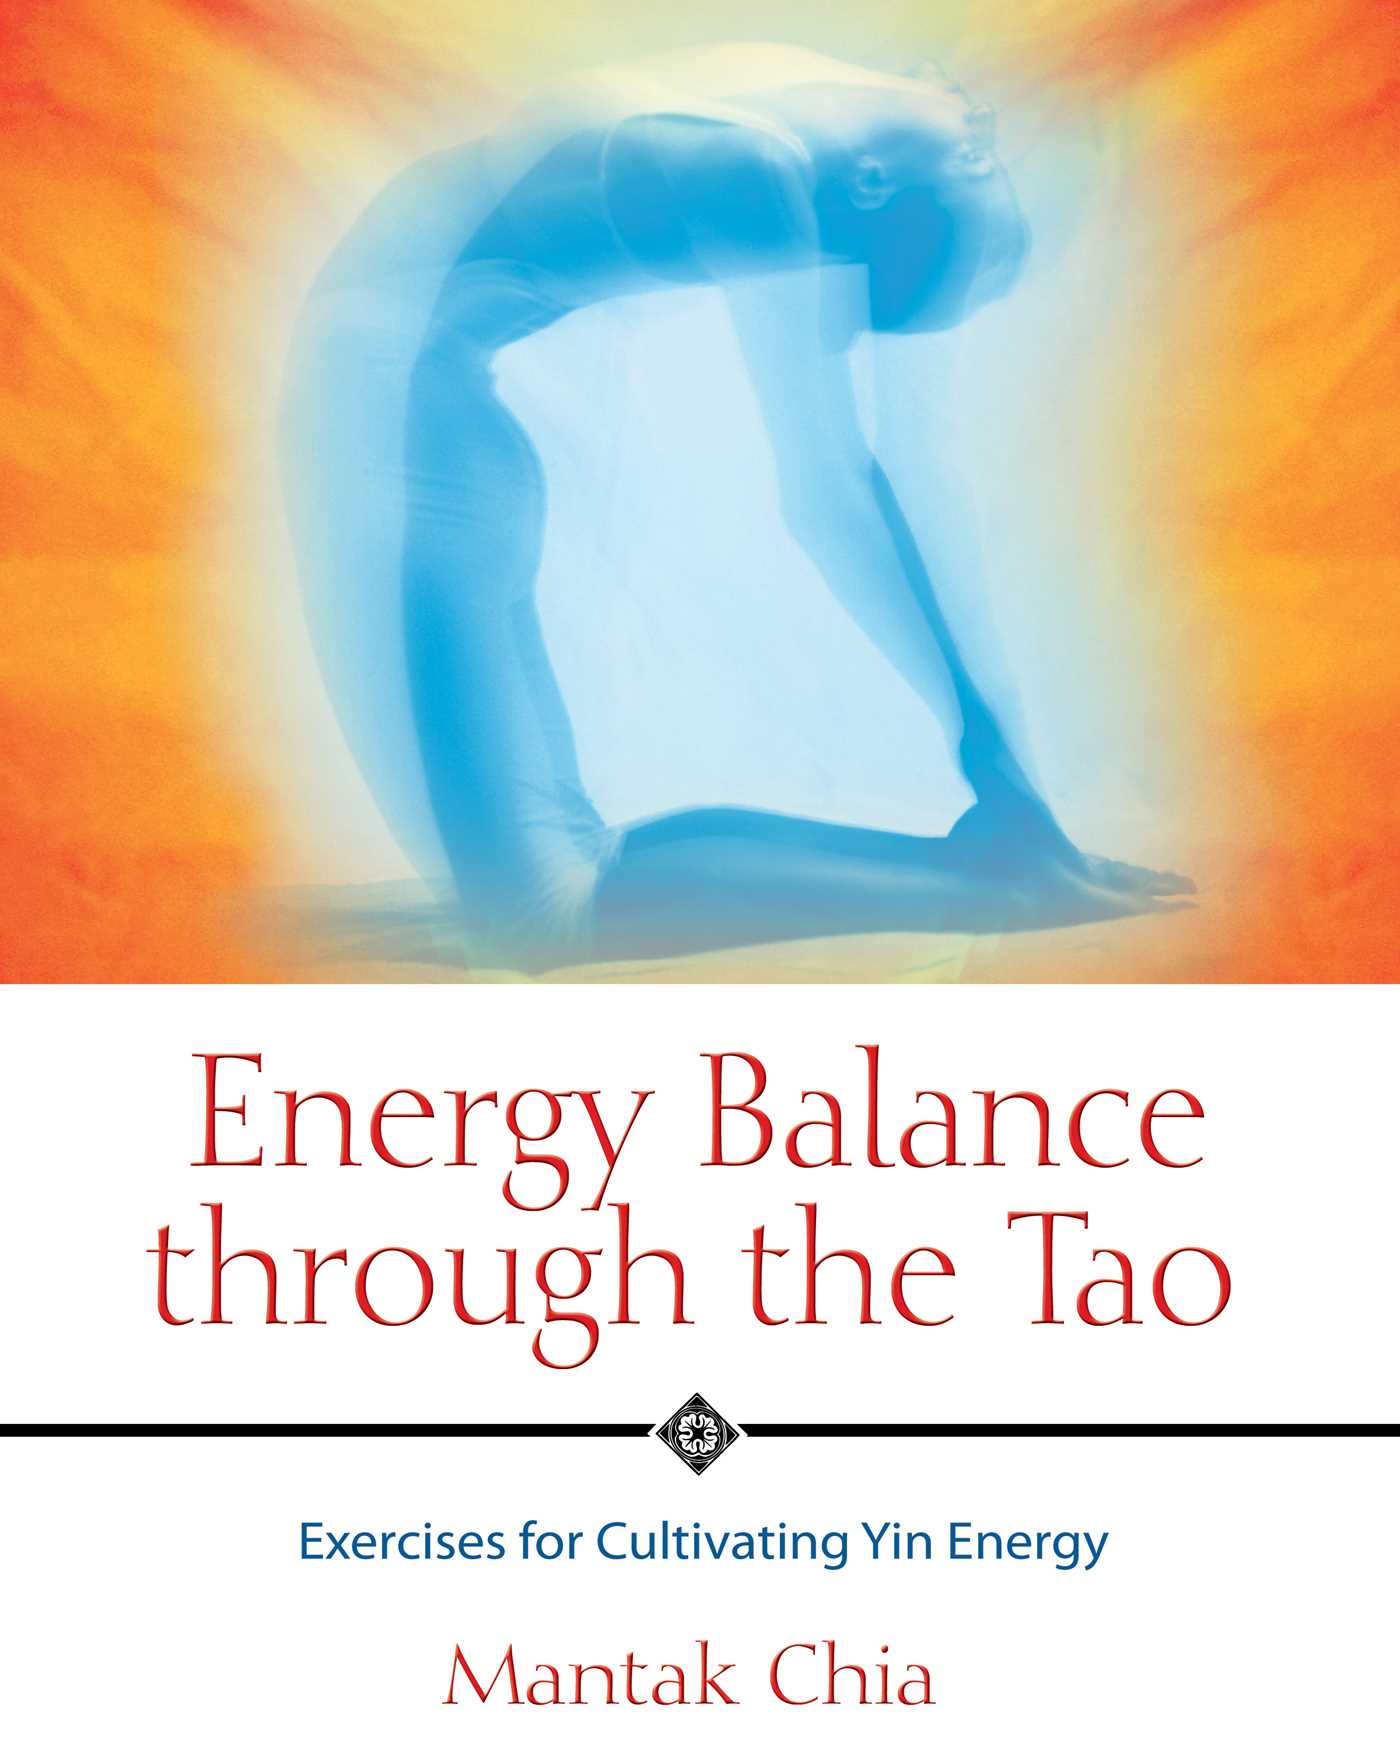 Energy Balance
through the Tao
Exercises for Cultivating Yin Energy
Mantak Chia